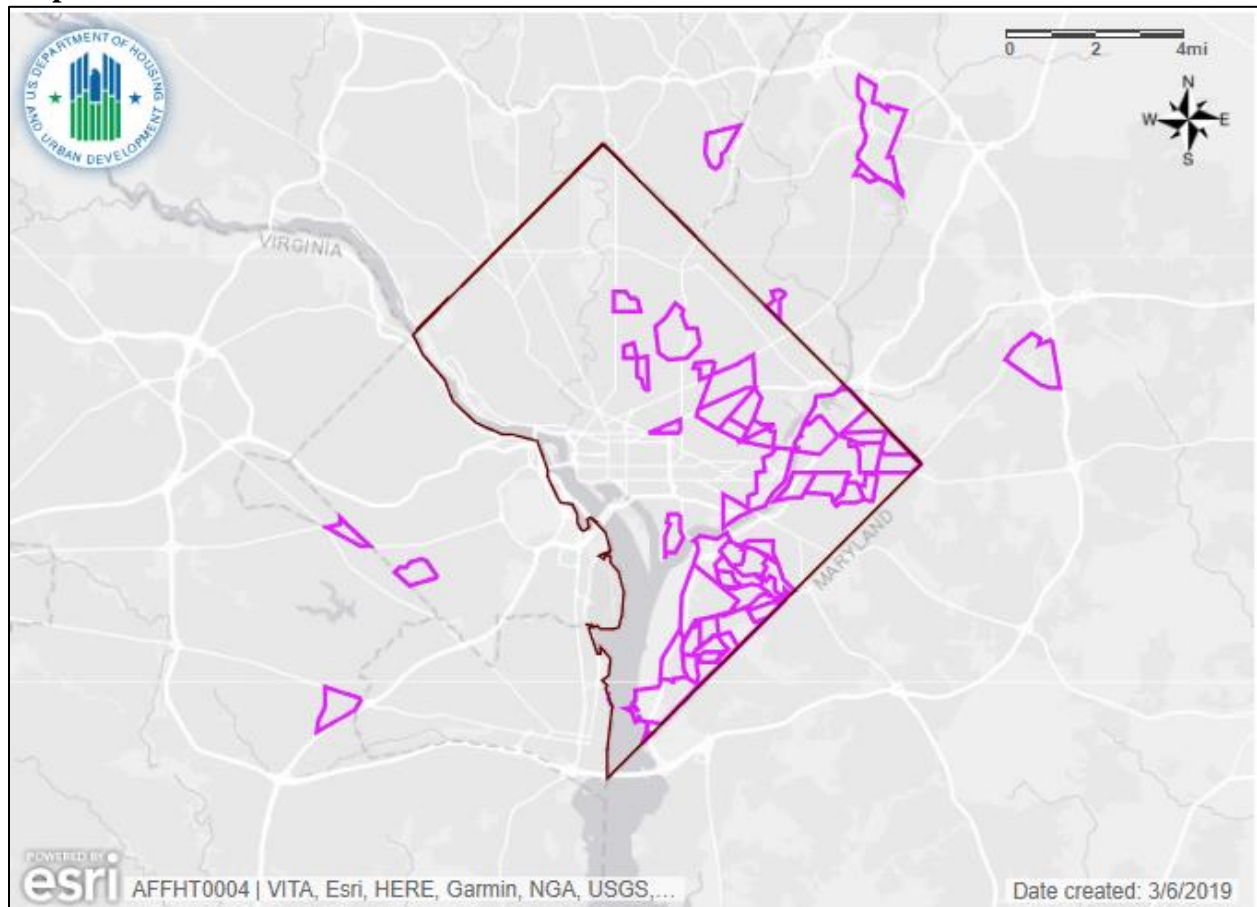 U.S. DEPARTMENT OF HOUSING
AND URBAN DEVELOPMENT
0 2 4mi
N
W E
S
VIRGINIA
MARYLAND
POWERED BY
esri
AFFHT0004 | VITA, Esri, HERE, Garmin, NGA, USGS,...
Date created: 3/6/2019